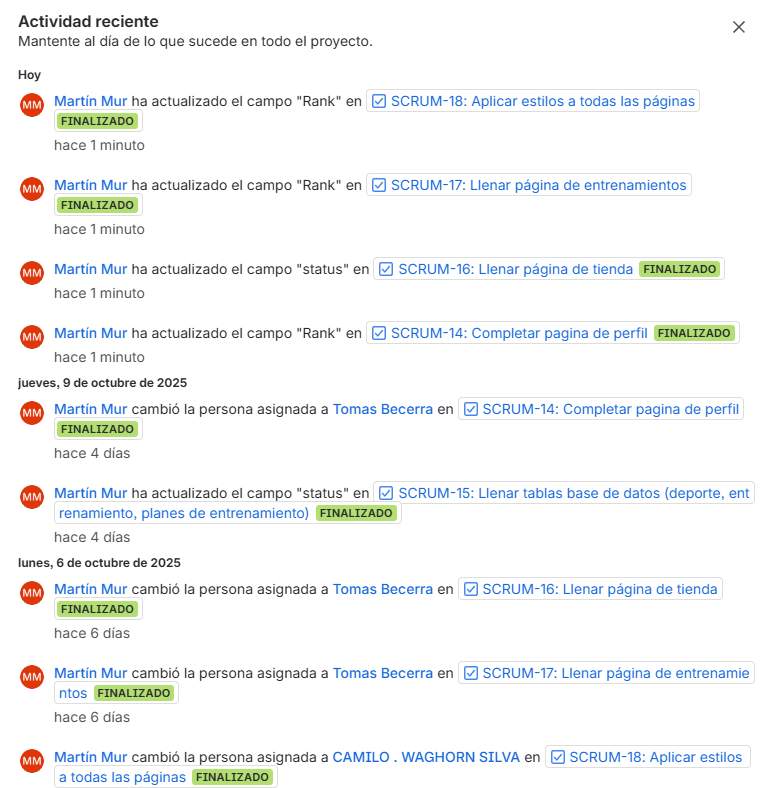 Actividad reciente
Mantente al día de lo que sucede en todo el proyecto.
Hoy
MM Martín Mur ha actualizado el campo "Rank" en SCRUM-18: Aplicar estilos a todas las páginas
FINALIZADO
hace 1 minuto
MM Martín Mur ha actualizado el campo "Rank" en SCRUM-17: Llenar página de entrenamientos
FINALIZADO
hace 1 minuto
MM Martín Mur ha actualizado el campo "status" en SCRUM-16: Llenar página de tienda FINALIZADO
hace 1 minuto
MM Martín Mur ha actualizado el campo "Rank" en SCRUM-14: Completar pagina de perfil FINALIZADO
hace 1 minuto
jueves, 9 de octubre de 2025
MM Martín Mur cambió la persona asignada a Tomas Becerra en SCRUM-14: Completar pagina de perfil
FINALIZADO
hace 4 días
MM Martín Mur ha actualizado el campo "status" en SCRUM-15: Llenar tablas base de datos (deporte, ent
renamiento, planes de entrenamiento) FINALIZADO
hace 4 días
lunes, 6 de octubre de 2025
MM Martín Mur cambió la persona asignada a Tomas Becerra en SCRUM-16: Llenar página de tienda
FINALIZADO
hace 6 días
MM Martín Mur cambió la persona asignada a Tomas Becerra en SCRUM-17: Llenar página de entrenamie
ntos FINALIZADO
hace 6 días
MM Martín Mur cambió la persona asignada a CAMILO . WAGHORN SILVA en SCRUM-18: Aplicar estilos
a todas las páginas FINALIZADO